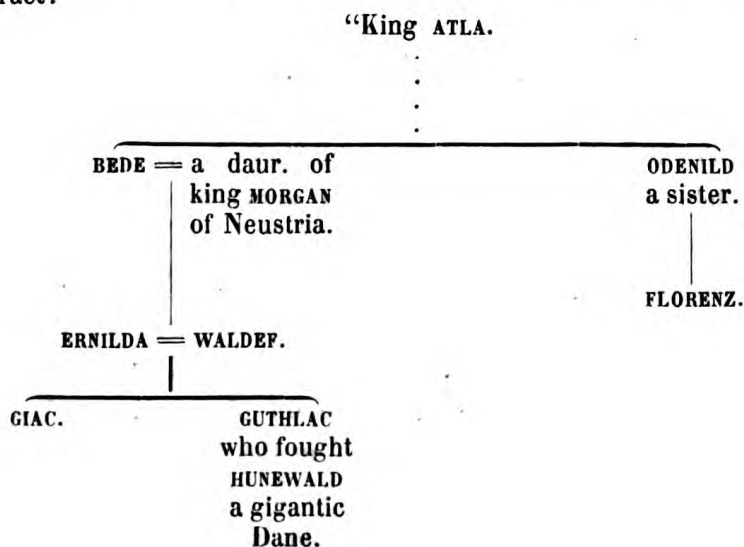 “King ATLA.
BEDE = a daur. of
king MORGAN
of Neustria.
ODENILD
a sister.
FLORENZ.
ERNILDA = WALDEF.
GIAC.
GUTHLAC
who fought
HUNEWALD
a gigantic
Dane.